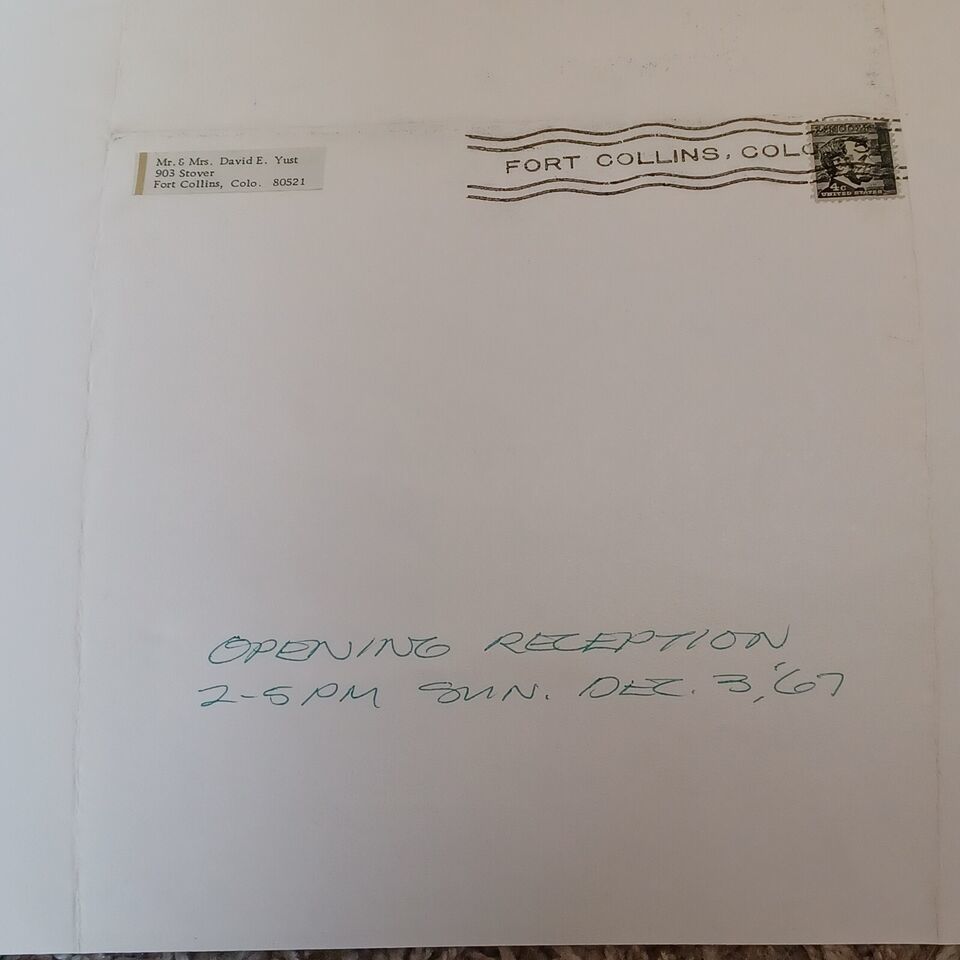 Mr. & Mrs. David E. Yust
903 Stover
Fort Collins, Colo. 80521
FORT COLLINS, COLO
4c
UNITED STATES
OPENING RECEPTION
2-5 PM SUN. DEC. 3, '67